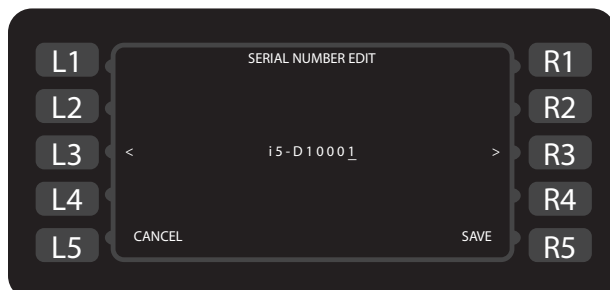 SERIAL NUMBER EDIT
L1 R1
L2 R2
L3 < i5-D10001 > R3
L4 R4
CANCEL SAVE
L5 R5